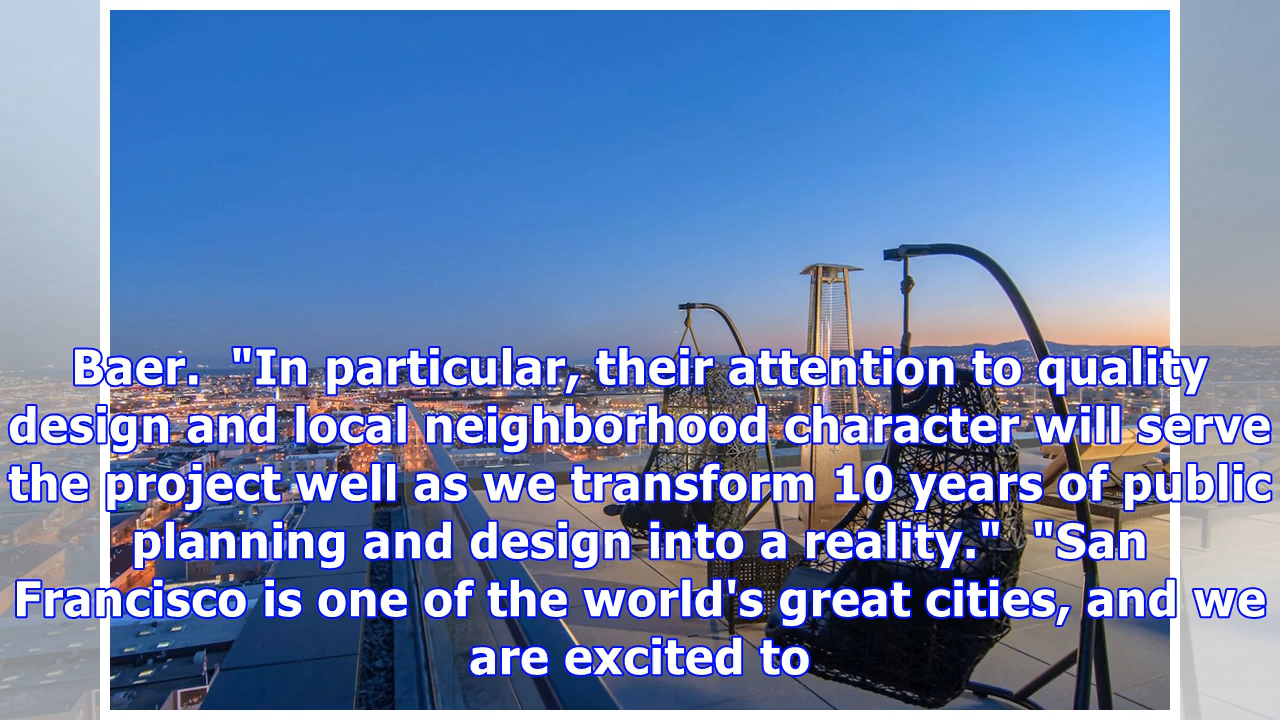 Baer.  "In particular, their attention to quality
design and local neighborhood character will serve
the project well as we transform 10 years of public
planning and design into a reality."  "San
Francisco is one of the world's great cities, and we
are excited to